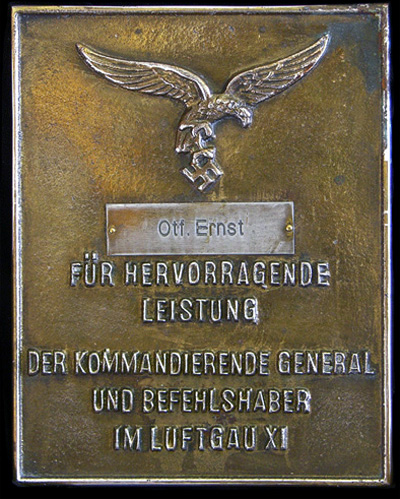 Otf. Ernst
FÜR HERVORRAGENDE
LEISTUNG
DER KOMMANDIERENDE GENERAL
UND BEFEHLSHABER
IM LUFTGAU XI